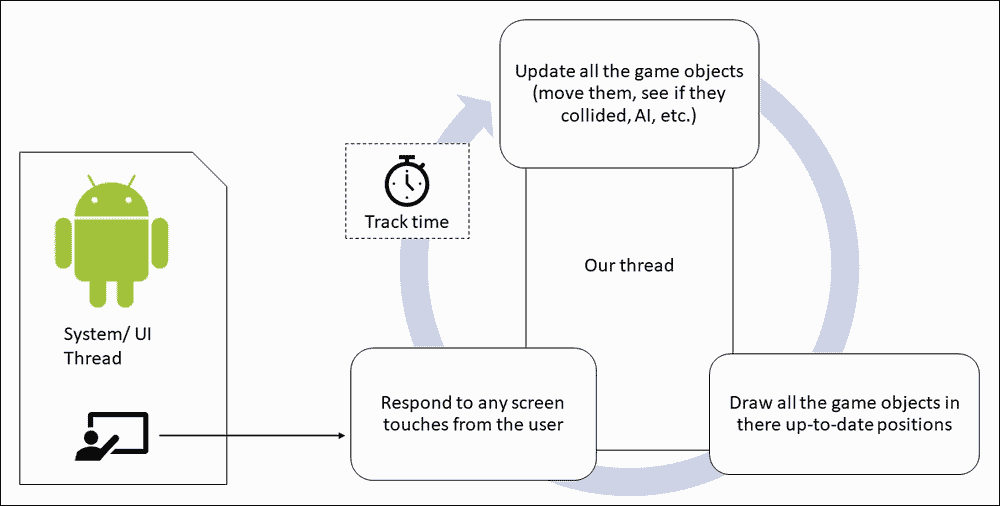 Update all the game objects
(move them, see if they
collided, AI, etc.)
Track time
Our thread
System/ UI
Thread
Respond to any screen
touches from the user
Draw all the game objects in
there up-to-date positions